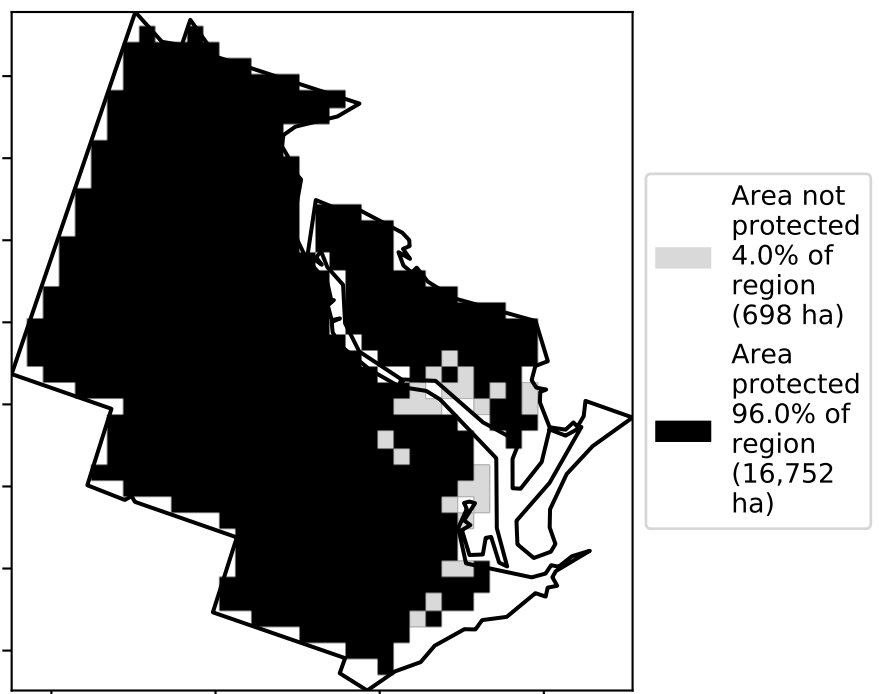 Area not
protected
4.0% of
region
(698 ha)
Area
protected
96.0% of
region
(16,752
ha)